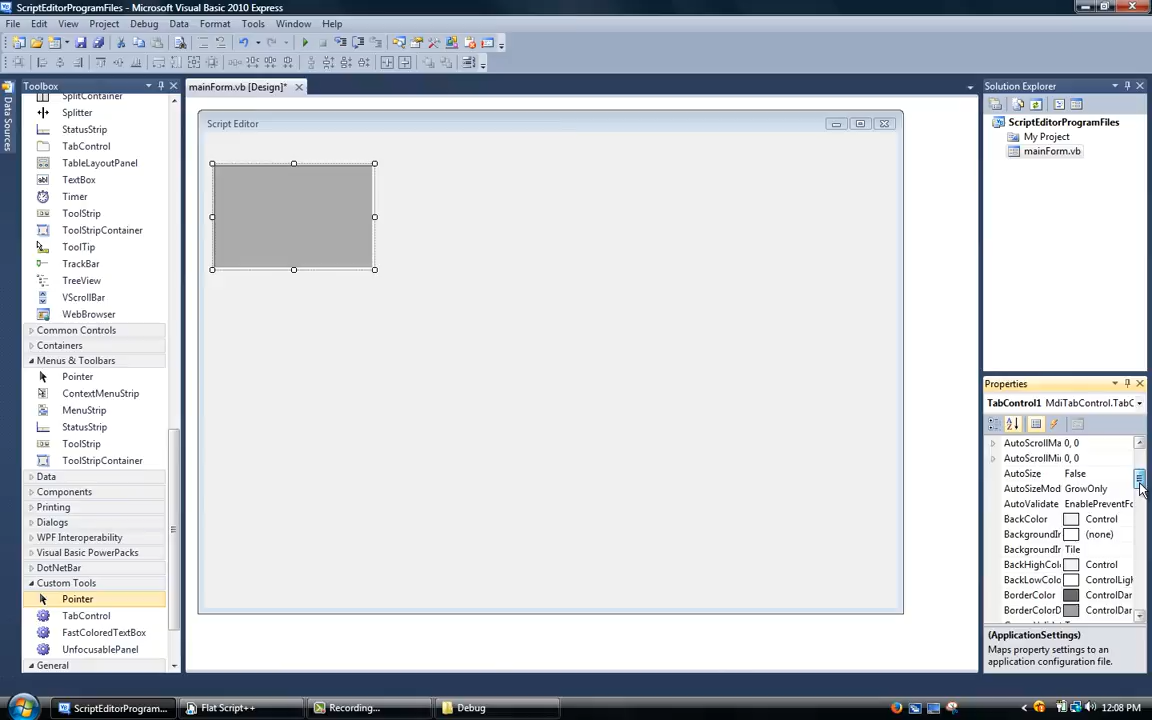 ScriptEditorProgramFiles - Microsoft Visual Basic 2010 Express
File Edit View Project Debug Data Format Tools Window Help
Toolbox
mainForm.vb [Design]*
Solution Explorer
Data Sources
SplitContainer
Splitter
StatusStrip
TabControl
TableLayoutPanel
TextBox
Timer
ToolStrip
ToolStripContainer
ToolTip
TrackBar
TreeView
VScrollBar
WebBrowser
Common Controls
Containers
Menus & Toolbars
Pointer
ContextMenuStrip
MenuStrip
StatusStrip
ToolStrip
ToolStripContainer
Data
Components
Printing
Dialogs
WPF Interoperability
Visual Basic PowerPacks
DotNetBar
Custom Tools
Pointer
TabControl
FastColoredTextBox
UnfocusablePanel
General
Script Editor
ScriptEditorProgramFiles
My Project
mainForm.vb
Properties
TabControl1 MdiTabControl.TabC
AutoScrollMa 0, 0
AutoScrollMi 0, 0
AutoSize False
AutoSizeMod GrowOnly
AutoValidate EnablePreventFo
BackColor Control
BackgroundIr (none)
BackgroundIr Tile
BackHighColo Control
BackLowColo ControlLigh
BorderColor ControlDar
BorderColorD ControlDar
(ApplicationSettings)
Maps property settings to an
application configuration file.
ScriptEditorProgram...
Flat Script++
Recording...
Debug
12:08 PM